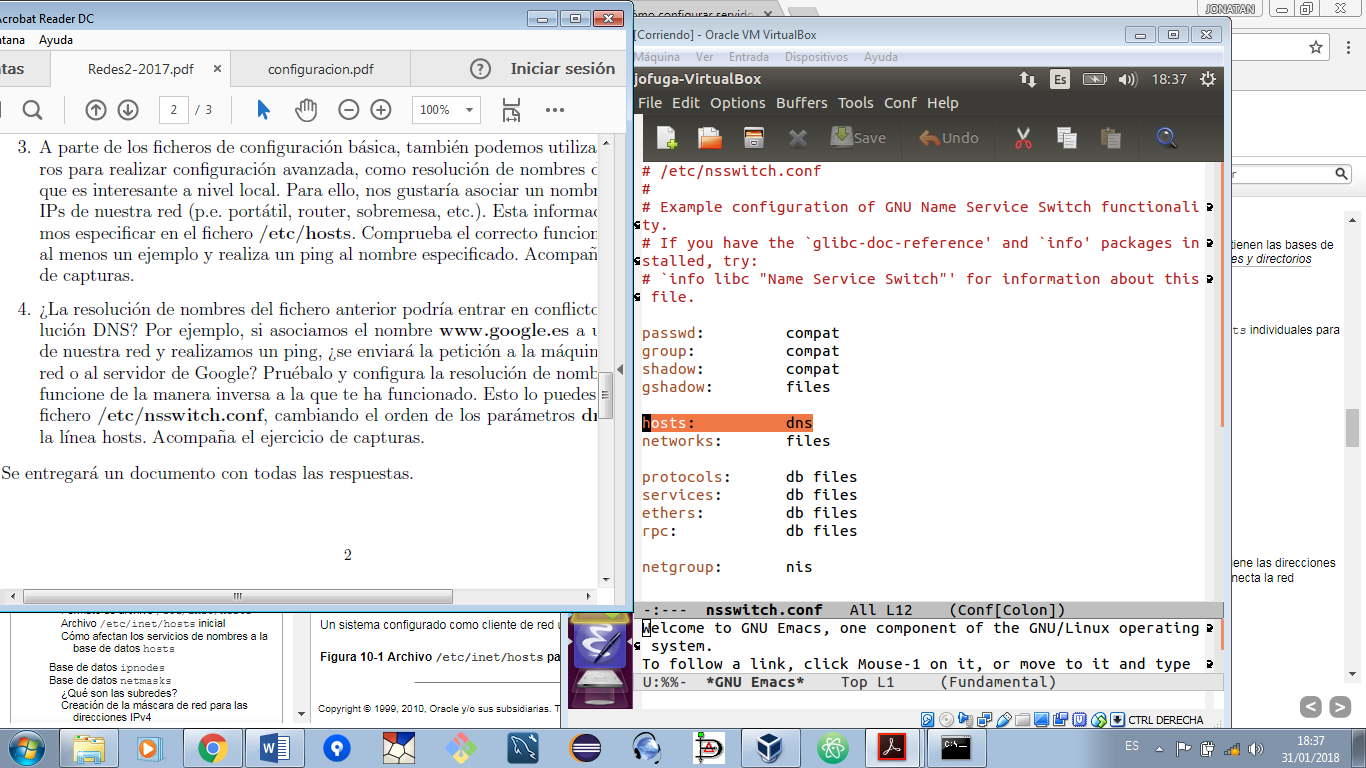 Acrobat Reader DC
Ayuda
Redes2-2017.pdf
configuracion.pdf
Iniciar sesión
2 / 3
100%
3. A parte de los ficheros de configuración básica, también podemos utiliza
ros para realizar configuración avanzada, como resolución de nombres
que es interesante a nivel local. Para ello, nos gustaría asociar un nomb
IPs de nuestra red (p.e. portátil, router, sobremesa, etc.). Esta informac
mos especificar en el fichero /etc/hosts. Comprueba el correcto funcion
al menos un ejemplo y realiza un ping al nombre especificado. Acompañ
de capturas.
4. ¿La resolución de nombres del fichero anterior podría entrar en conflicto
lución DNS? Por ejemplo, si asociamos el nombre www.google.es a u
de nuestra red y realizamos un ping, ¿se enviará la petición a la máquin
red o al servidor de Google? Pruébalo y configura la resolución de nomb
funcione de la manera inversa a la que te ha funcionado. Esto lo puedes
fichero /etc/nsswitch.conf, cambiando el orden de los parámetros
la línea hosts. Acompaña el ejercicio de capturas.
Se entregará un documento con todas las respuestas.
2
Archivo /etc/inet/hosts inicial
Cómo afectan los servicios de nombres a la
base de datos hosts
Base de datos ipnodes
Base de datos netmasks
¿Qué son las subredes?
Creación de la máscara de red para las
direcciones IPv4
Un sistema configurado como cliente de red
Figura 10-1 Archivo /etc/inet/hosts pa
Copyright © 1999, 2010, Oracle y/o sus subsidiarias. T
ómo configurar servid
JONATAN
[Corriendo] - Oracle VM VirtualBox
Máquina Ver Entrada Dispositivos Ayuda
jofuga-VirtualBox
Es
18:37
File Edit Options Buffers Tools Conf Help
Save
Undo
# /etc/nsswitch.conf
#
# Example configuration of GNU Name Service Switch functionali
ty.
# If you have the `glibc-doc-reference' and `info' packages in
stalled, try:
# `info libc "Name Service Switch"' for information about this
file.
passwd: compat
group: compat
shadow: compat
gshadow: files
hosts: dns
networks: files
protocols: db files
services: db files
ethers: db files
rpc: db files
netgroup: nis
-:--- nsswitch.conf All L12 (Conf[Colon])
Welcome to GNU Emacs, one component of the GNU/Linux operating
system.
To follow a link, click Mouse-1 on it, or move to it and type
U:%%- *GNU Emacs* Top L1 (Fundamental)
CTRL DERECHA
tienen las bases de
es y directorios
ts individuales para
ene las direcciones
necta la red
ES
18:37
31/01/2018